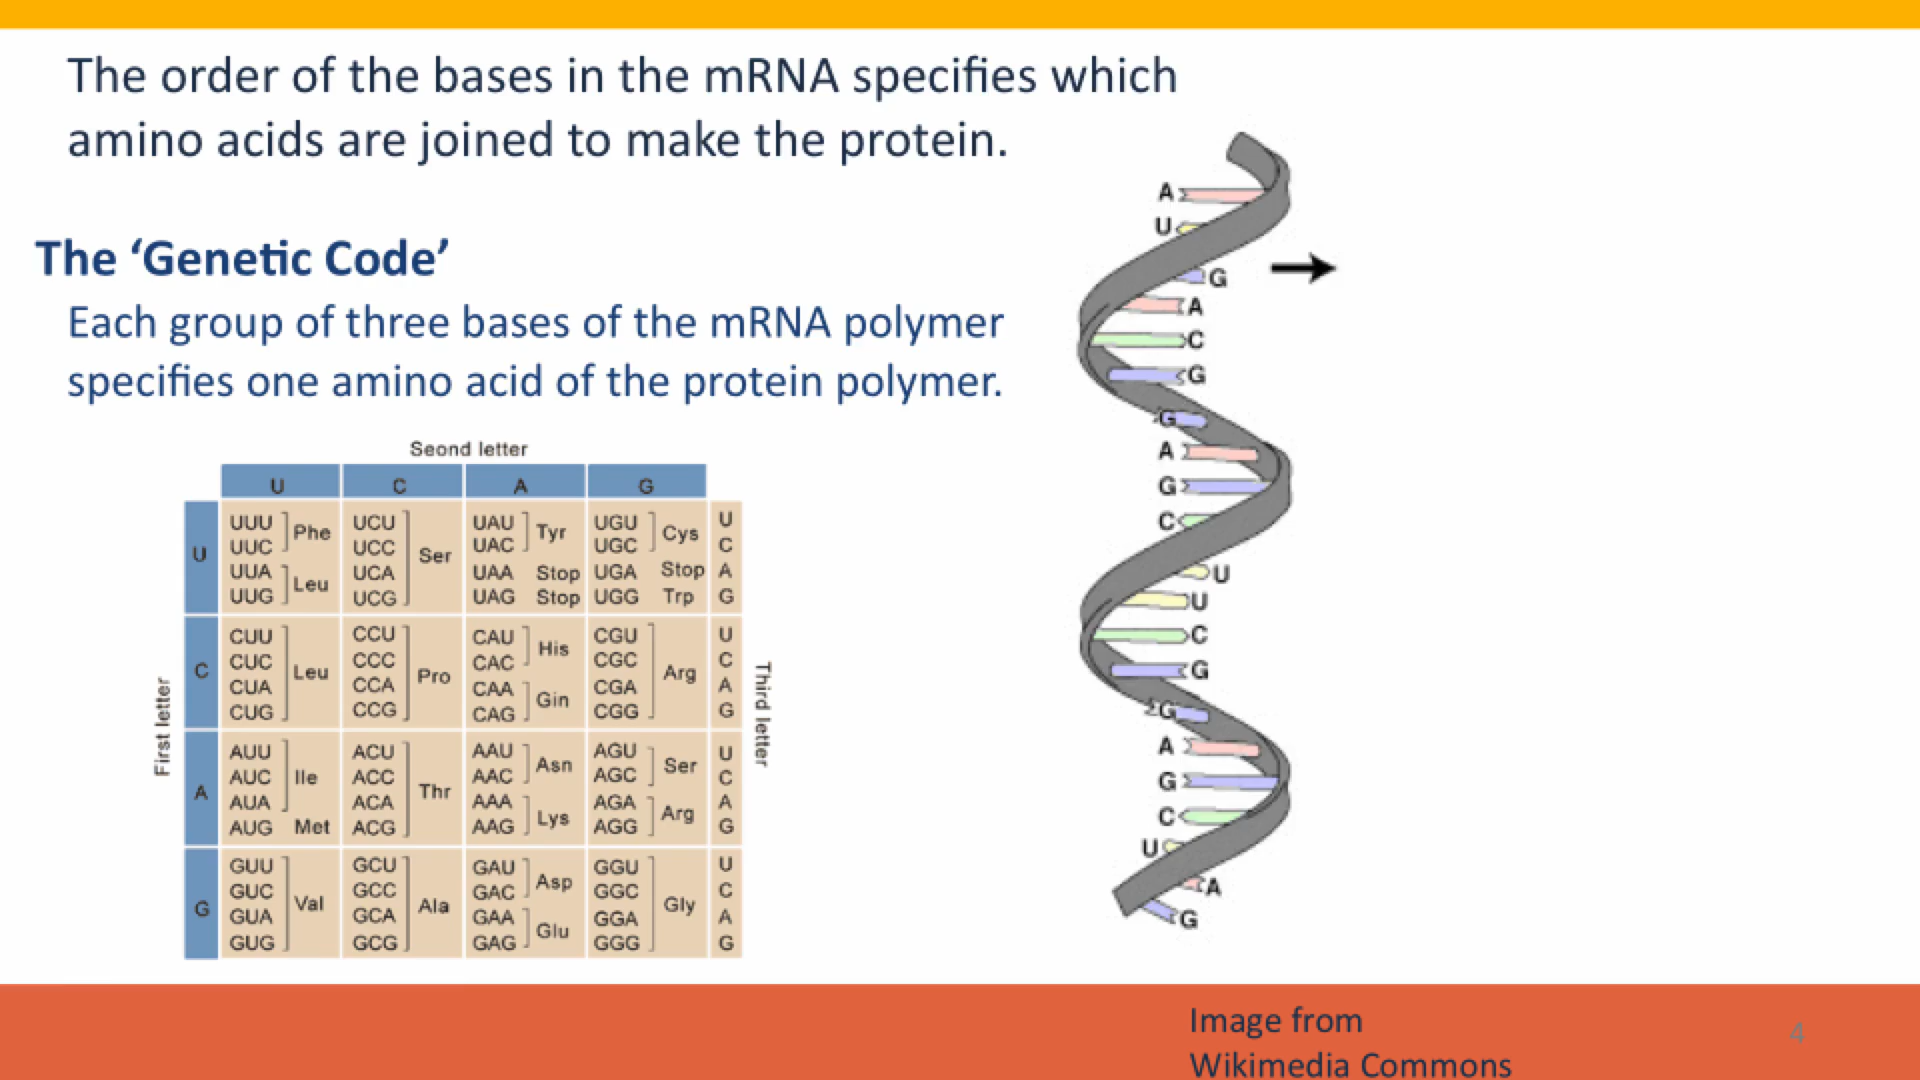 The order of the bases in the mRNA specifies which
amino acids are joined to make the protein.
The ‘Genetic Code’
Each group of three bases of the mRNA polymer
specifies one amino acid of the protein polymer.
Seond letter
U C A G
First letter
U
UUU Phe UCU Ser UAU Tyr UGU Cys U
UUC UCC UAC UGC C
UUA Leu UCA UAA Stop UGA Stop A
UUG UCG UAG Stop UGG Trp G
C
CUU Leu CCU Pro CAU His CGU Arg U
CUC CCC CAC CGC C
CUA CCA CAA Gin CGA A
CUG CCG CAG CGG G
A
AUU Ile ACU Thr AAU Asn AGU Ser U
AUC ACC AAC AGC C
AUA ACA AAA Lys AGA Arg A
AUG Met ACG AAG AGG G
G
GUU Val GCU Ala GAU Asp GGU Gly U
GUC GCC GAC GGC C
GUA GCA GAA Glu GGA A
GUG GCG GAG GGG G
Third letter
A
U
G
A
C
G
G
A
G
C
U
U
C
G
G
A
G
C
U
A
G
Image from
Wikimedia Commons
4